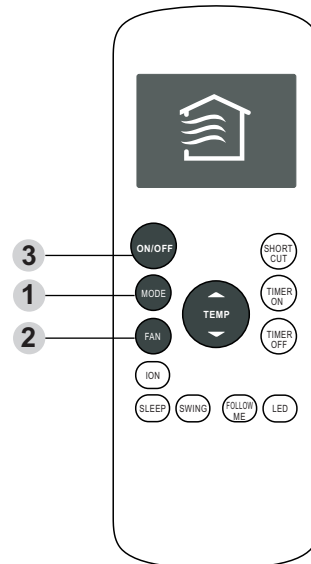 3
ON/OFF
SHORT
CUT
1
MODE
TEMP
TIMER
ON
2
FAN
TIMER
OFF
ION
SLEEP
SWING
FOLLOW
ME
LED